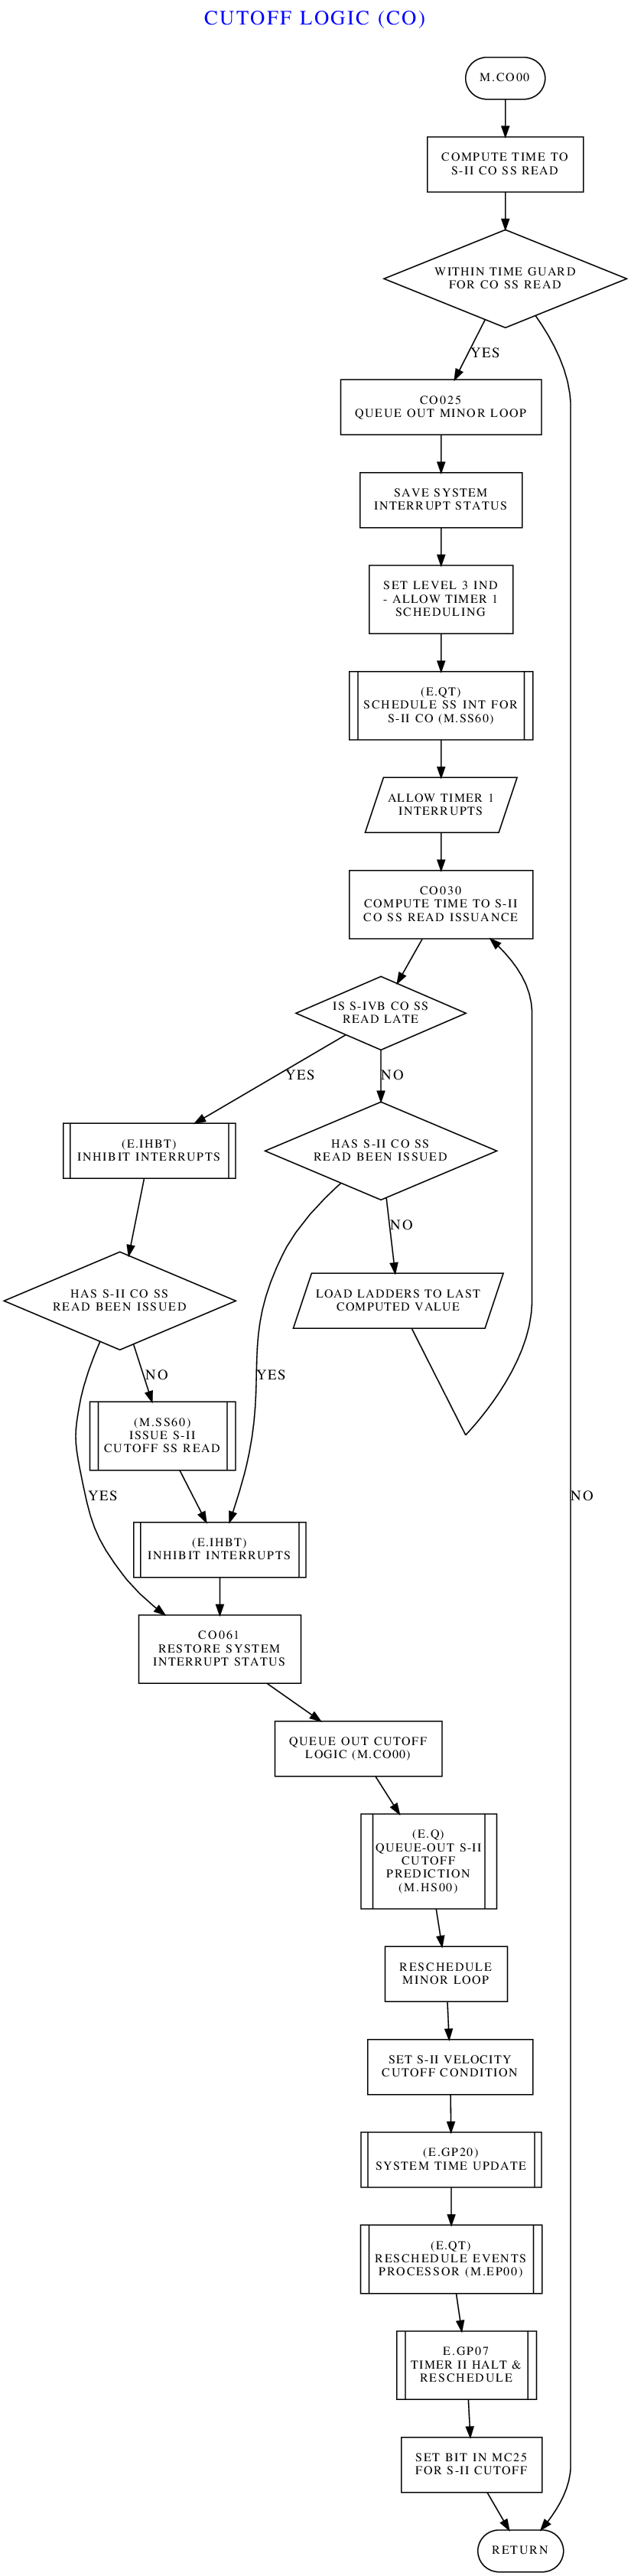 CUTOFF LOGIC (CO)
M.CO00
COMPUTE TIME TO
S-II CO SS READ
WITHIN TIME GUARD
FOR CO SS READ
YES
CO025
QUEUE OUT MINOR LOOP
SAVE SYSTEM
INTERRUPT STATUS
SET LEVEL 3 IND
- ALLOW TIMER 1
SCHEDULING
(E.QT)
SCHEDULE SS INT FOR
S-II CO (M.SS60)
ALLOW TIMER 1
INTERRUPTS
CO030
COMPUTE TIME TO S-II
CO SS READ ISSUANCE
IS S-IVB CO SS
READ LATE
YES
NO
(E.IHBT)
INHIBIT INTERRUPTS
HAS S-II CO SS
READ BEEN ISSUED
NO
HAS S-II CO SS
READ BEEN ISSUED
LOAD LADDERS TO LAST
COMPUTED VALUE
NO
YES
(M.SS60)
ISSUE S-II
CUTOFF SS READ
YES
NO
(E.IHBT)
INHIBIT INTERRUPTS
CO061
RESTORE SYSTEM
INTERRUPT STATUS
QUEUE OUT CUTOFF
LOGIC (M.CO00)
(E.Q)
QUEUE-OUT S-II
CUTOFF
PREDICTION
(M.HS00)
RESCHEDULE
MINOR LOOP
SET S-II VELOCITY
CUTOFF CONDITION
(E.GP20)
SYSTEM TIME UPDATE
(E.QT)
RESCHEDULE EVENTS
PROCESSOR (M.EP00)
E.GP07
TIMER II HALT &
RESCHEDULE
SET BIT IN MC25
FOR S-II CUTOFF
RETURN